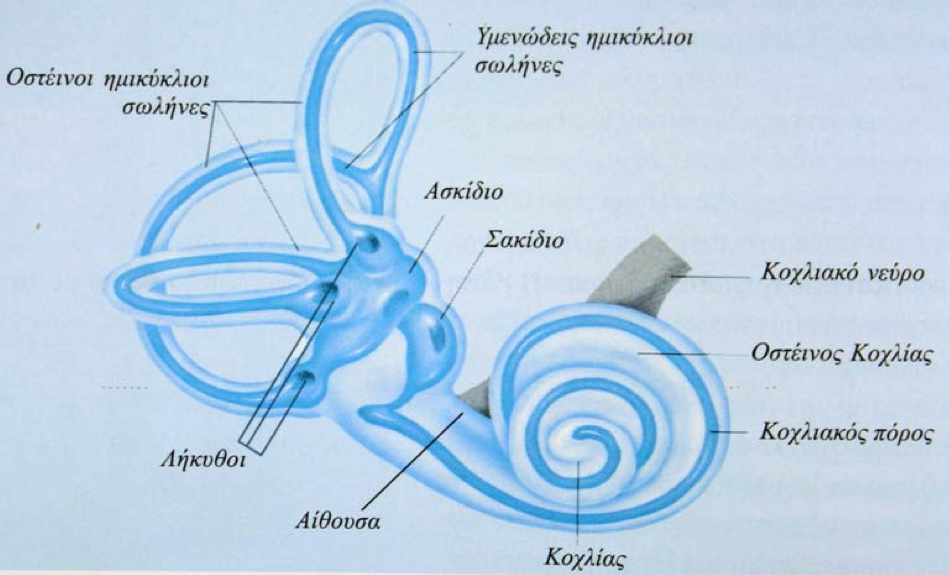 Υμενώδεις ημικύκλιοι
σωλήνες
Οστέινοι ημικύκλιοι
σωλήνες
Ασκίδιο
Σακίδιο
Κοχλιακό νεύρο
Οστέινος Κοχλίας
Κοχλιακός πόρος
Λήκυθοι
Αίθουσα
Κοχλίας